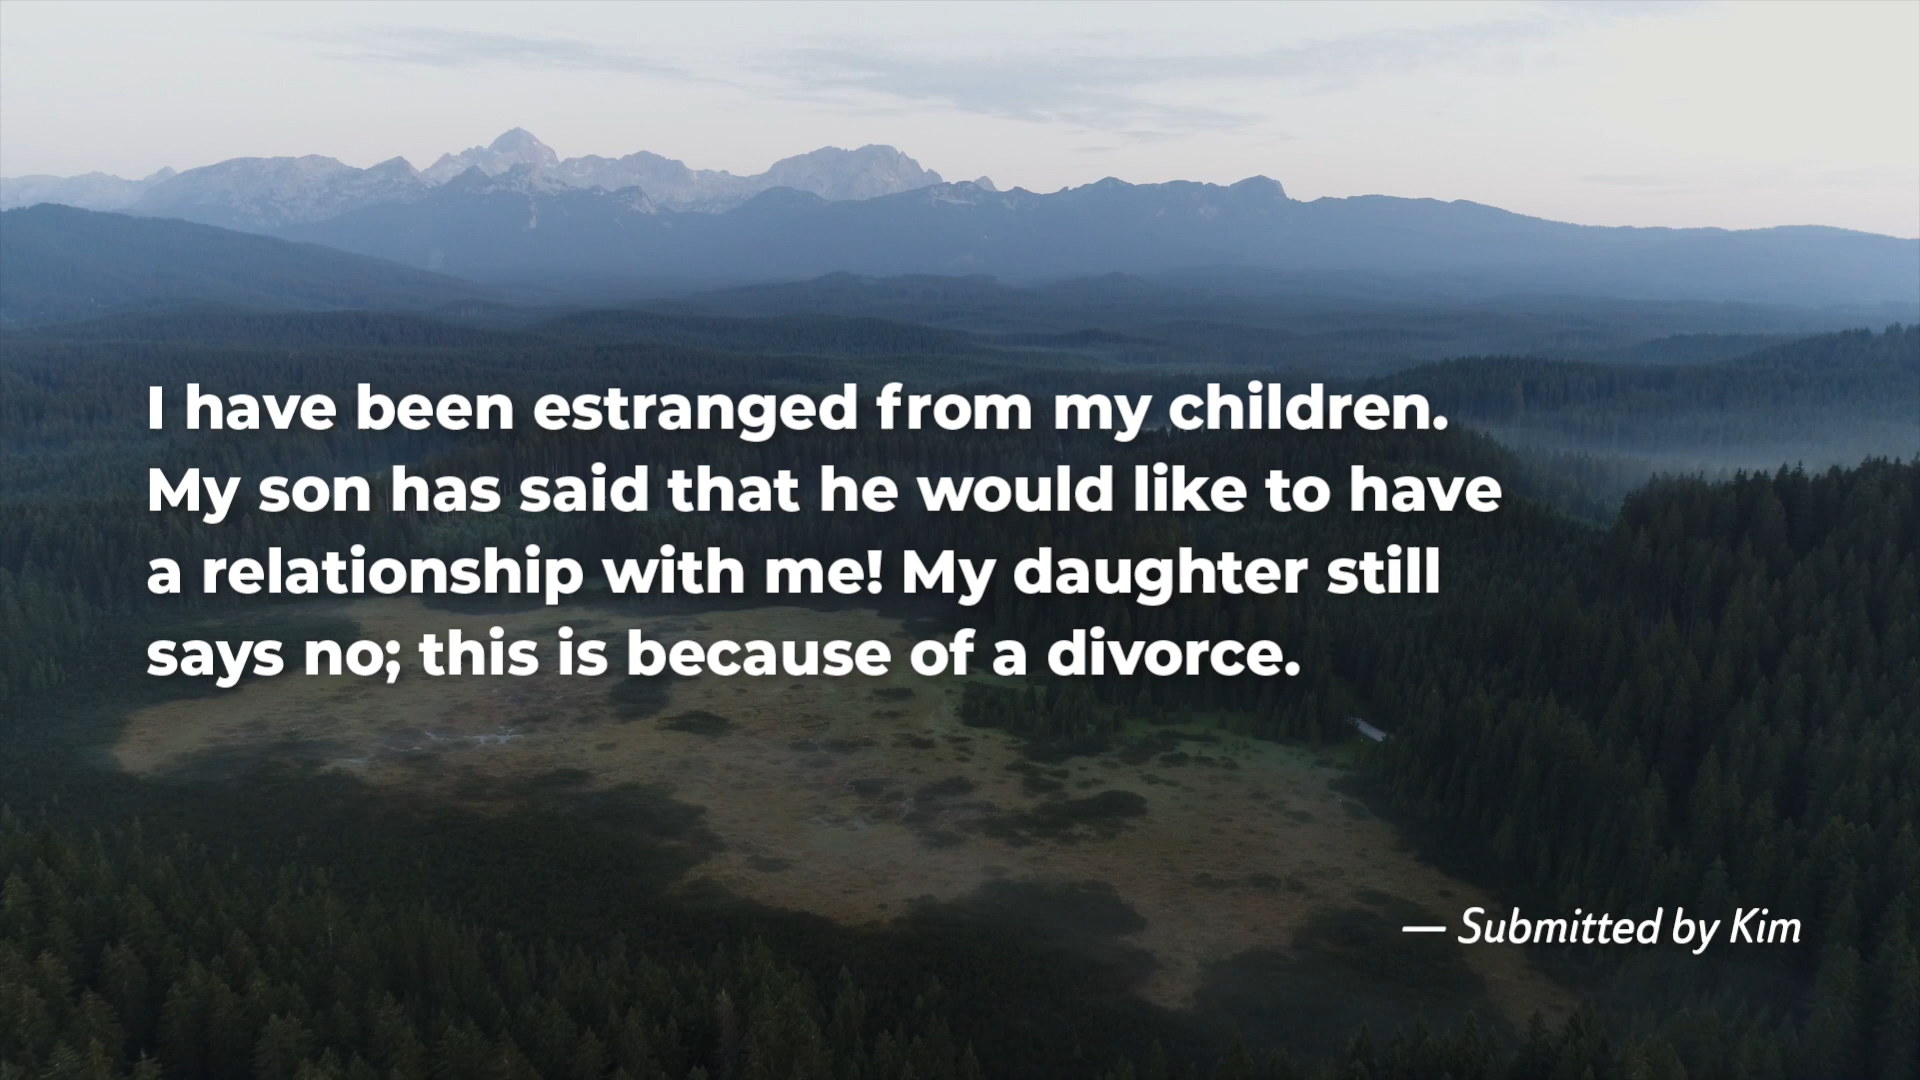 I have been estranged from my children.
My son has said that he would like to have
a relationship with me! My daughter still
says no; this is because of a divorce.
— Submitted by Kim